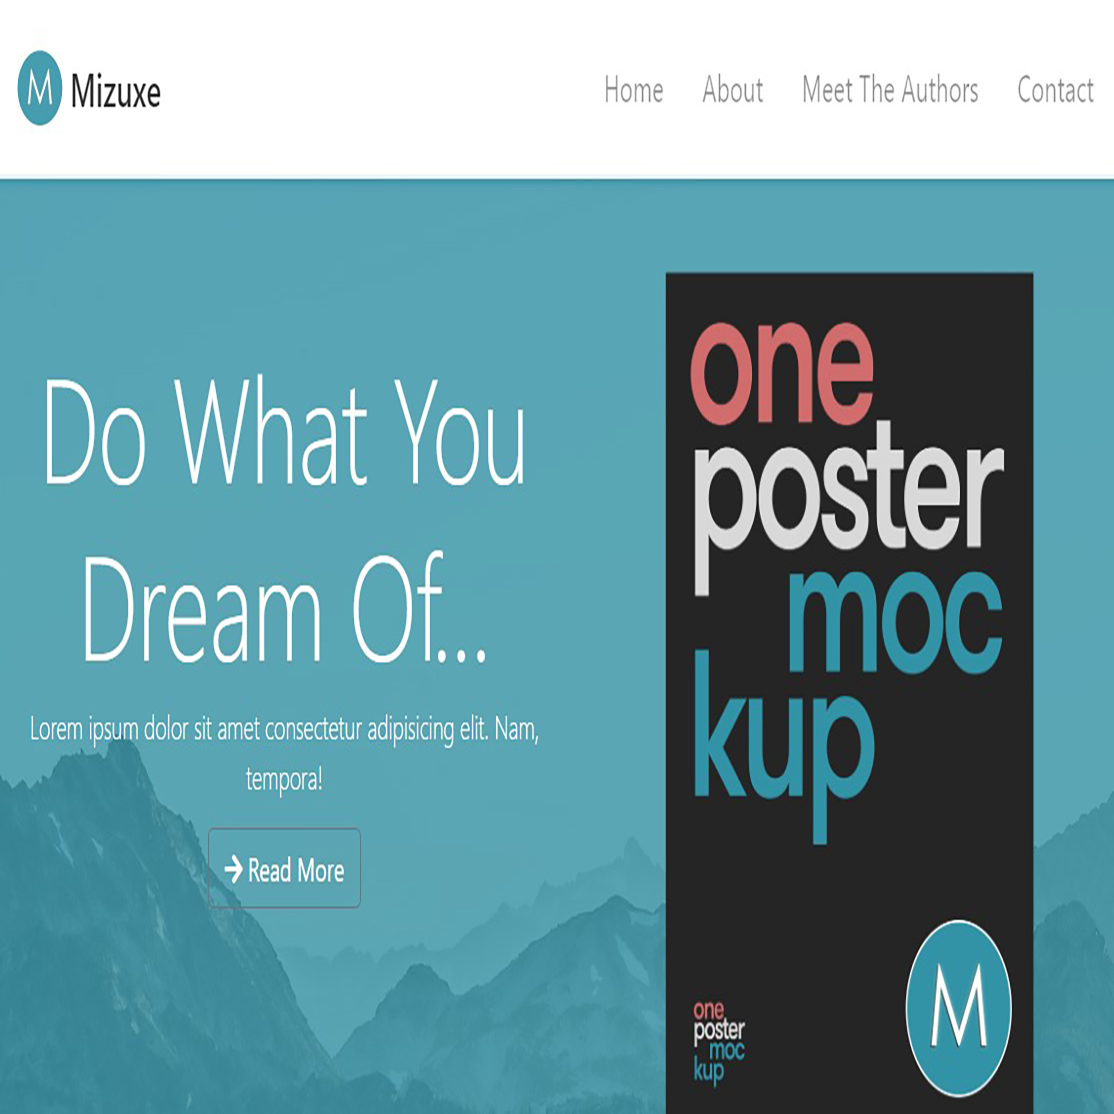 M Mizuxe
Home About Meet The Authors Contact
Do What You
Dream Of...
Lorem ipsum dolor sit amet consectetur adipisicing elit. Nam,
tempora!
Read More
one
poster
moc
kup
one
poster
moc
kup
M